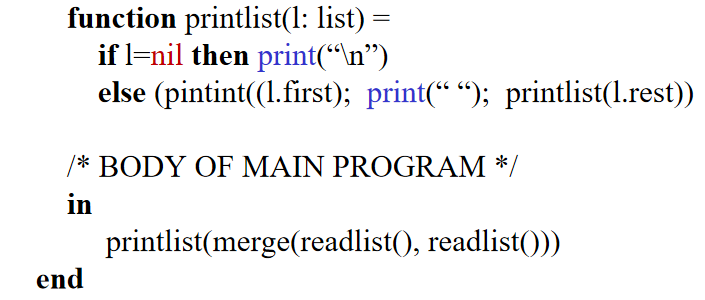 function printlist(l: list) =
if l=nil then print(“\n”)
else (pintint((l.first); print(“ “); printlist(l.rest))
/* BODY OF MAIN PROGRAM */
in
printlist(merge(readlist(), readlist()))
end